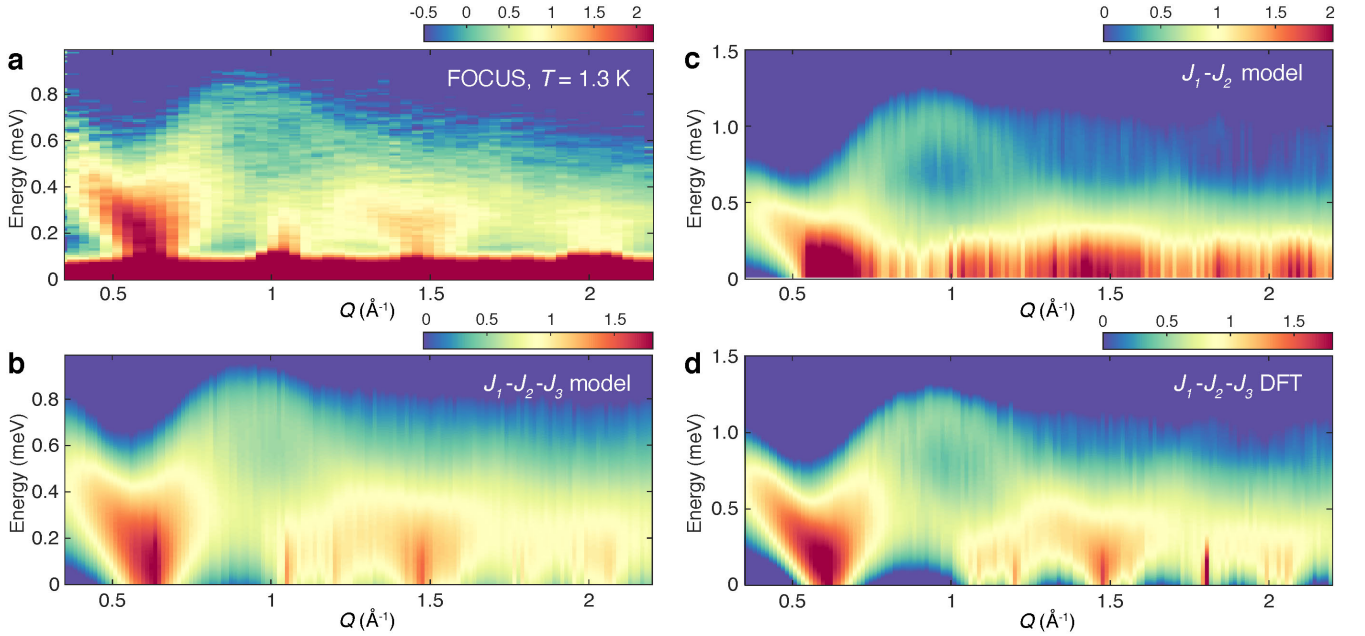 -0.5 0 0.5 1 1.5 2
0 0.5 1 1.5 2
a
FOCUS, T = 1.3 K
0.8
0.6
0.4
0.2
0
Energy (meV)
0.5 1 1.5 2
Q (Å-1)
c
J1-J2 model
1.5
1.0
0.5
0
Energy (meV)
0.5 1 1.5 2
Q (Å-1)
0 0.5 1 1.5
0 0.5 1 1.5
b
J1-J2-J3 model
0.8
0.6
0.4
0.2
0
Energy (meV)
0.5 1 1.5 2
Q (Å-1)
d
J1-J2-J3 DFT
1.5
1.0
0.5
0
Energy (meV)
0.5 1 1.5 2
Q (Å-1)